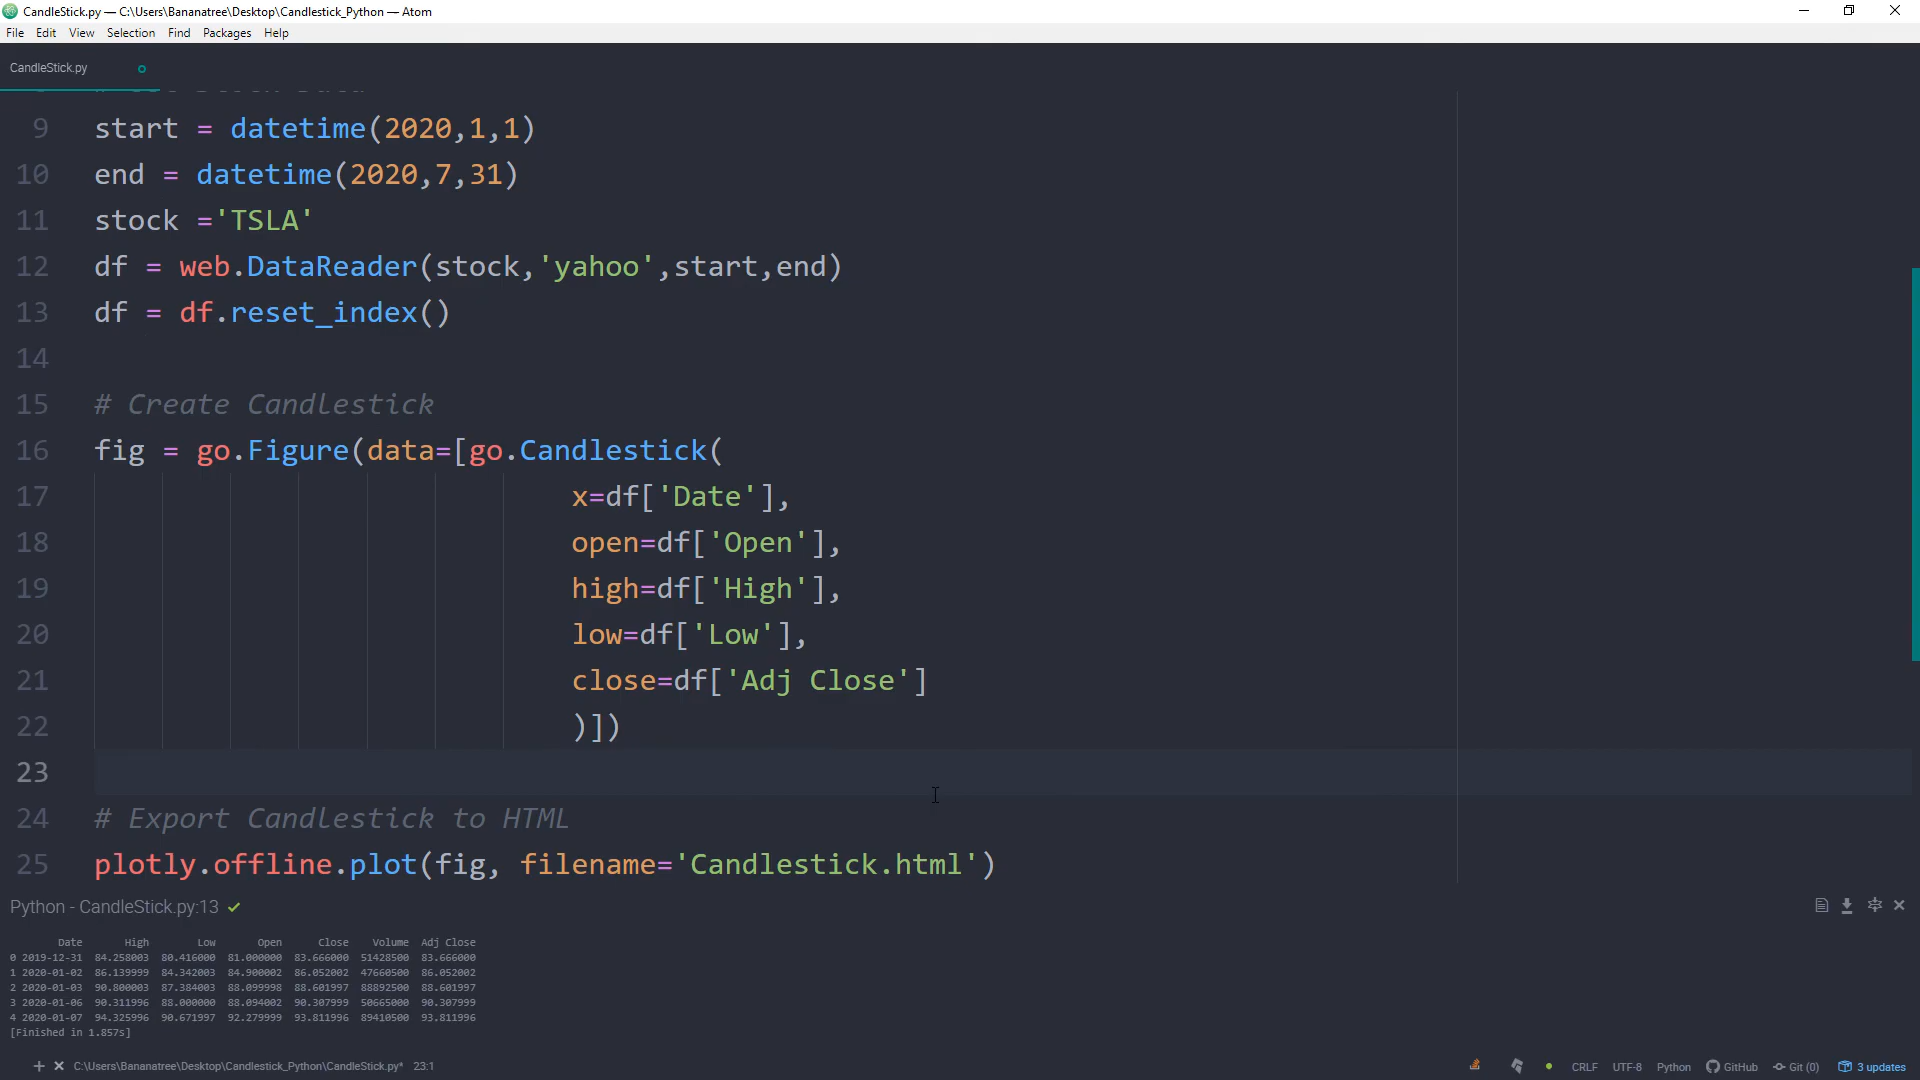 CandleStick.py — C:\Users\Bananatree\Desktop\Candlestick_Python — Atom
File Edit View Selection Find Packages Help
CandleStick.py
9 start = datetime(2020,1,1)
10 end = datetime(2020,7,31)
11 stock ='TSLA'
12 df = web.DataReader(stock,'yahoo',start,end)
13 df = df.reset_index()
14
15 # Create Candlestick
16 fig = go.Figure(data=[go.Candlestick(
17 x=df['Date'],
18 open=df['Open'],
19 high=df['High'],
20 low=df['Low'],
21 close=df['Adj Close']
22 )])
23
24 # Export Candlestick to HTML
25 plotly.offline.plot(fig, filename='Candlestick.html')
Python - CandleStick.py:13
Date High Low Open Close Volume Adj Close
0 2019-12-31 84.258003 80.416000 81.000000 83.666000 51428500 83.666000
1 2020-01-02 86.139999 84.342003 84.900002 86.052002 47660500 86.052002
2 2020-01-03 90.800003 87.384003 88.099998 88.601997 88892500 88.601997
3 2020-01-06 90.311996 88.000000 88.094002 90.307999 50665000 90.307999
4 2020-01-07 94.325996 90.671997 92.279999 93.811996 89410500 93.811996
[Finished in 1.857s]
C:\Users\Bananatree\Desktop\Candlestick_Python\CandleStick.py* 23:1 CRLF UTF-8 Python GitHub Git (0) 3 updates